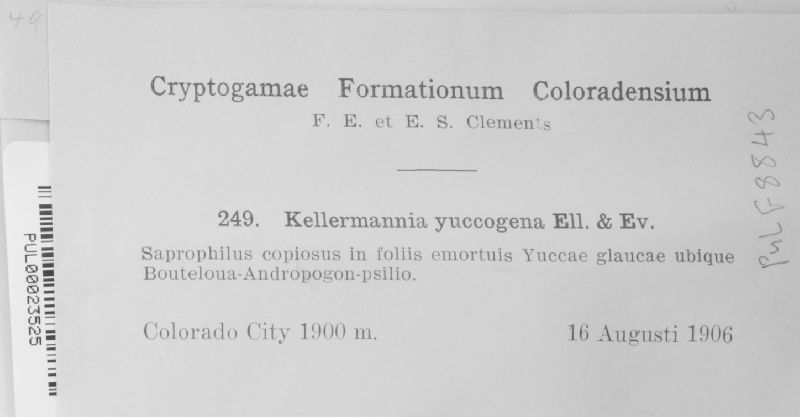 49
Cryptogamae Formationum Coloradensium
F. E. et E. S. Clements
249. Kellermannia yuccogena Ell. & Ev.
Saprophilus copiosus in foliis emortuis Yuccae glaucae ubique
Bouteloua-Andropogon-psilio.
Colorado City 1900 m.
16 Augusti 1906
PUL F8843
PUL00023525